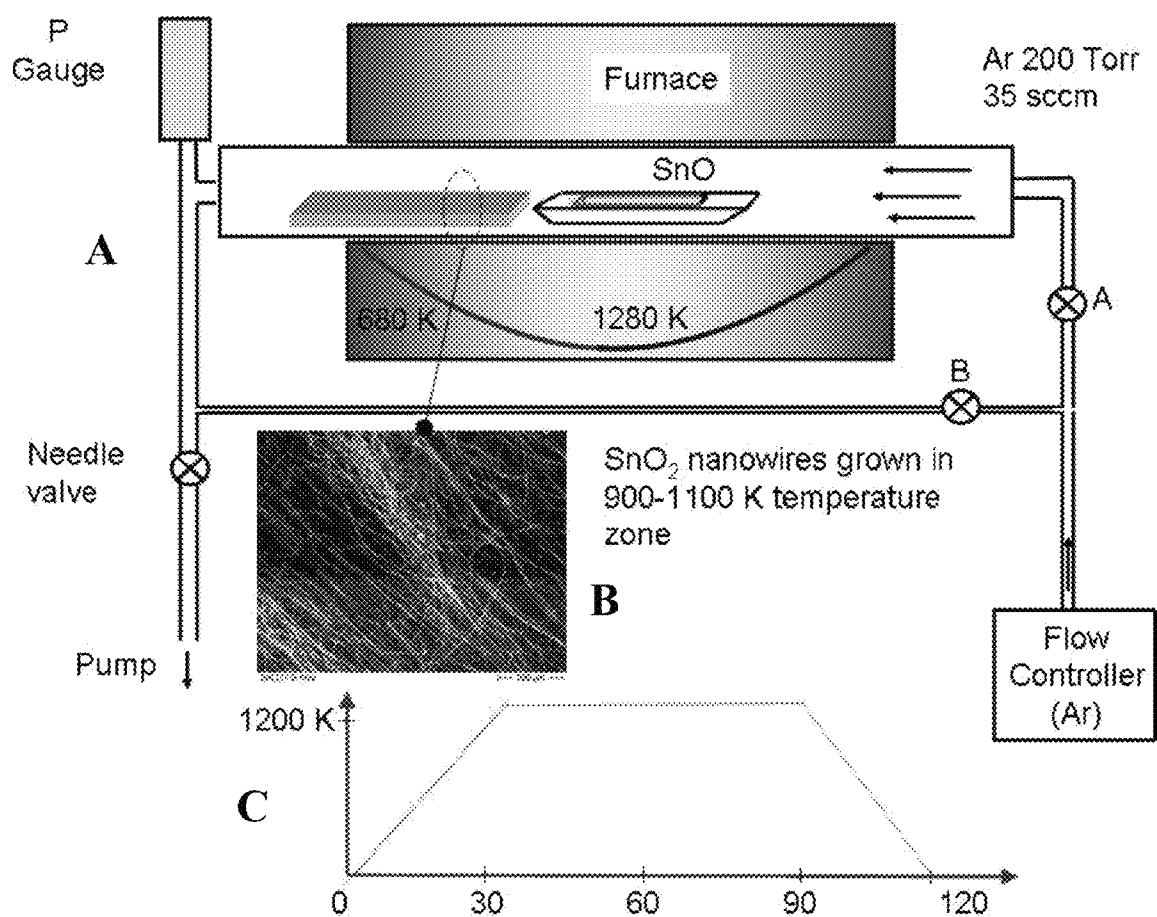 P
Gauge
Furnace
Ar 200 Torr
35 sccm
SnO
A
680 K
1280 K
A
B
Needle
valve
SnO₂ nanowires grown in
900-1100 K temperature
zone
B
Pump
Flow
Controller
(Ar)
1200 K
C
0 30 60 90 120